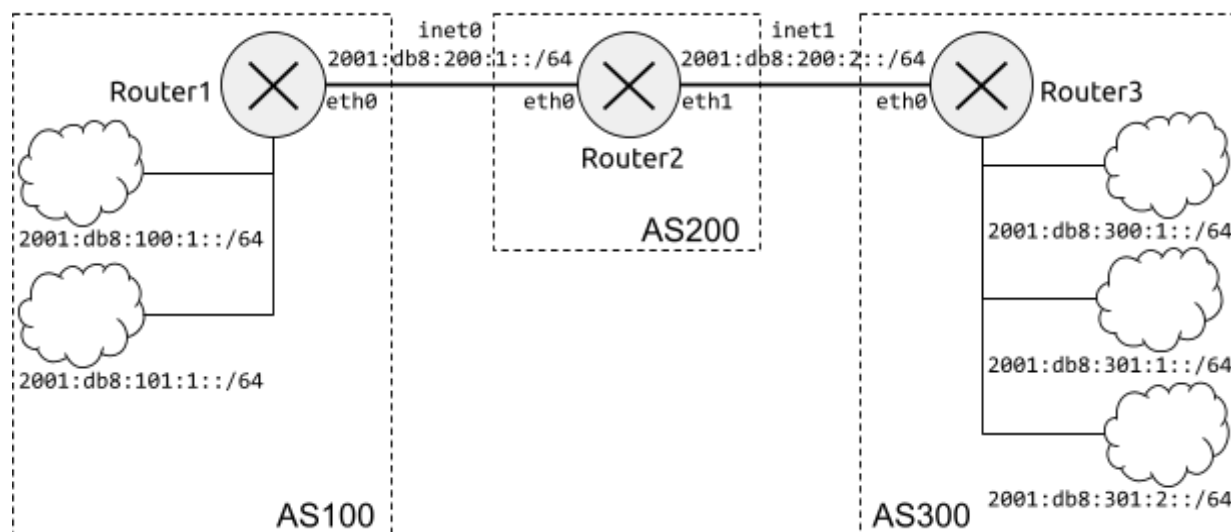 inet0
inet1
2001:db8:200:1::/64
2001:db8:200:2::/64
Router1
eth0
eth0
eth1
eth0
Router3
Router2
2001:db8:100:1::/64
AS200
2001:db8:300:1::/64
2001:db8:101:1::/64
2001:db8:301:1::/64
2001:db8:301:2::/64
AS100
AS300